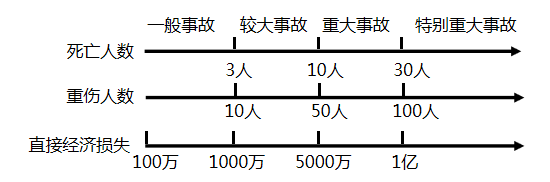 一般事故 较大事故 重大事故 特别重大事故
死亡人数
3人 10人 30人
重伤人数
10人 50人 100人
直接经济损失
100万 1000万 5000万 1亿